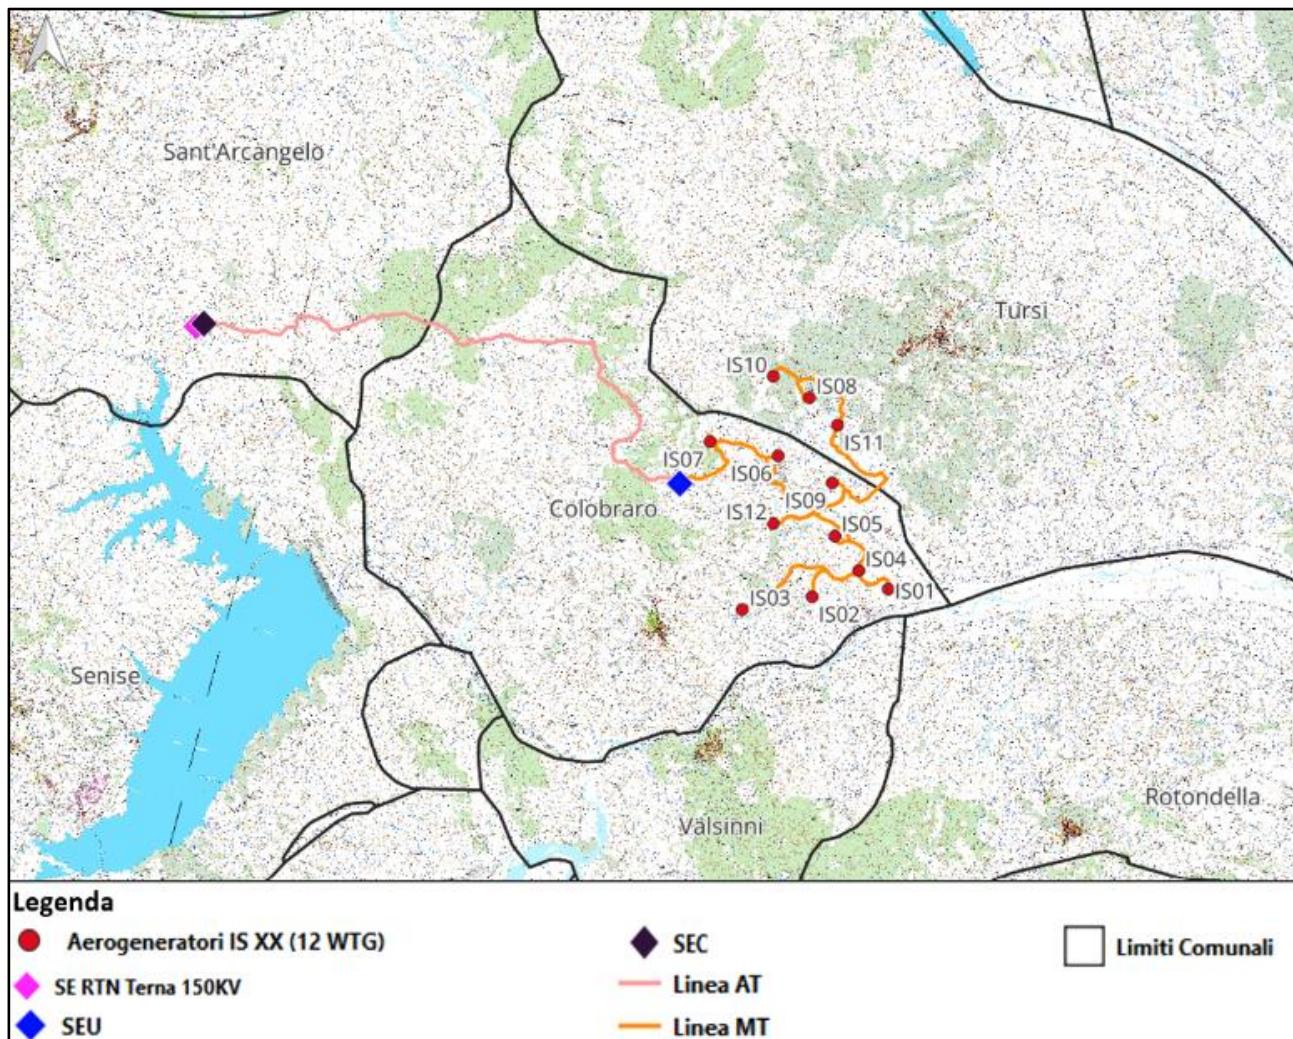 Sant'Arcangelo
Tursi
IS10
IS08
IS11
IS07
IS06
IS09
Colobraro
IS12
IS05
IS04
IS03
IS01
IS02
Senise
Rotondella
Valsinni
Legenda
Aerogeneratori IS XX (12 WTG)
SE RTN Terna 150KV
SEU
SEC
Linea AT
Linea MT
Limiti Comunali